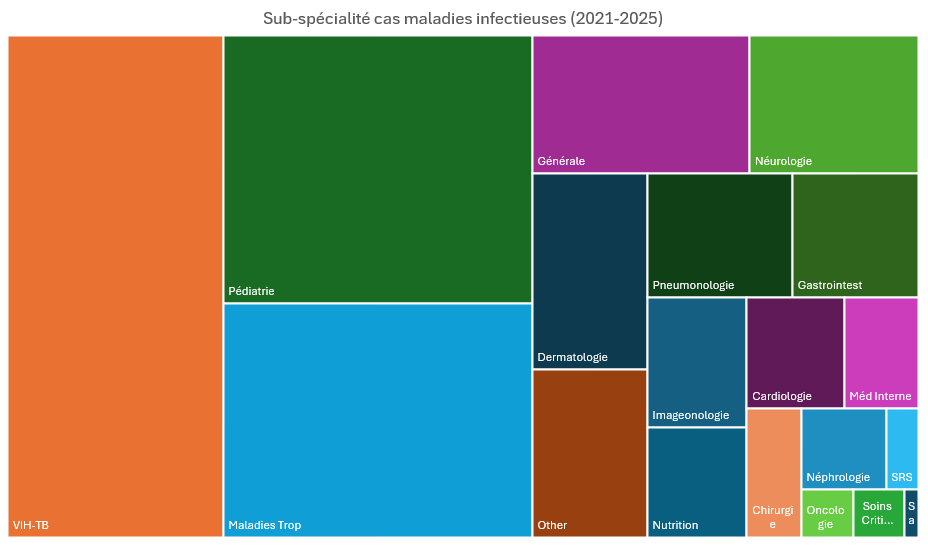 Sub-spécialité cas maladies infectieuses (2021-2025)
VIH-TB
Pédiatrie
Maladies Trop
Générale
Néurologie
Dermatologie
Other
Pneumonologie
Gastrointest
Imageonologie
Nutrition
Cardiologie
Méd Interne
Chirurgi
e
Néphrologie
SRS
Oncolo
gie
Soins
Criti...
S
a